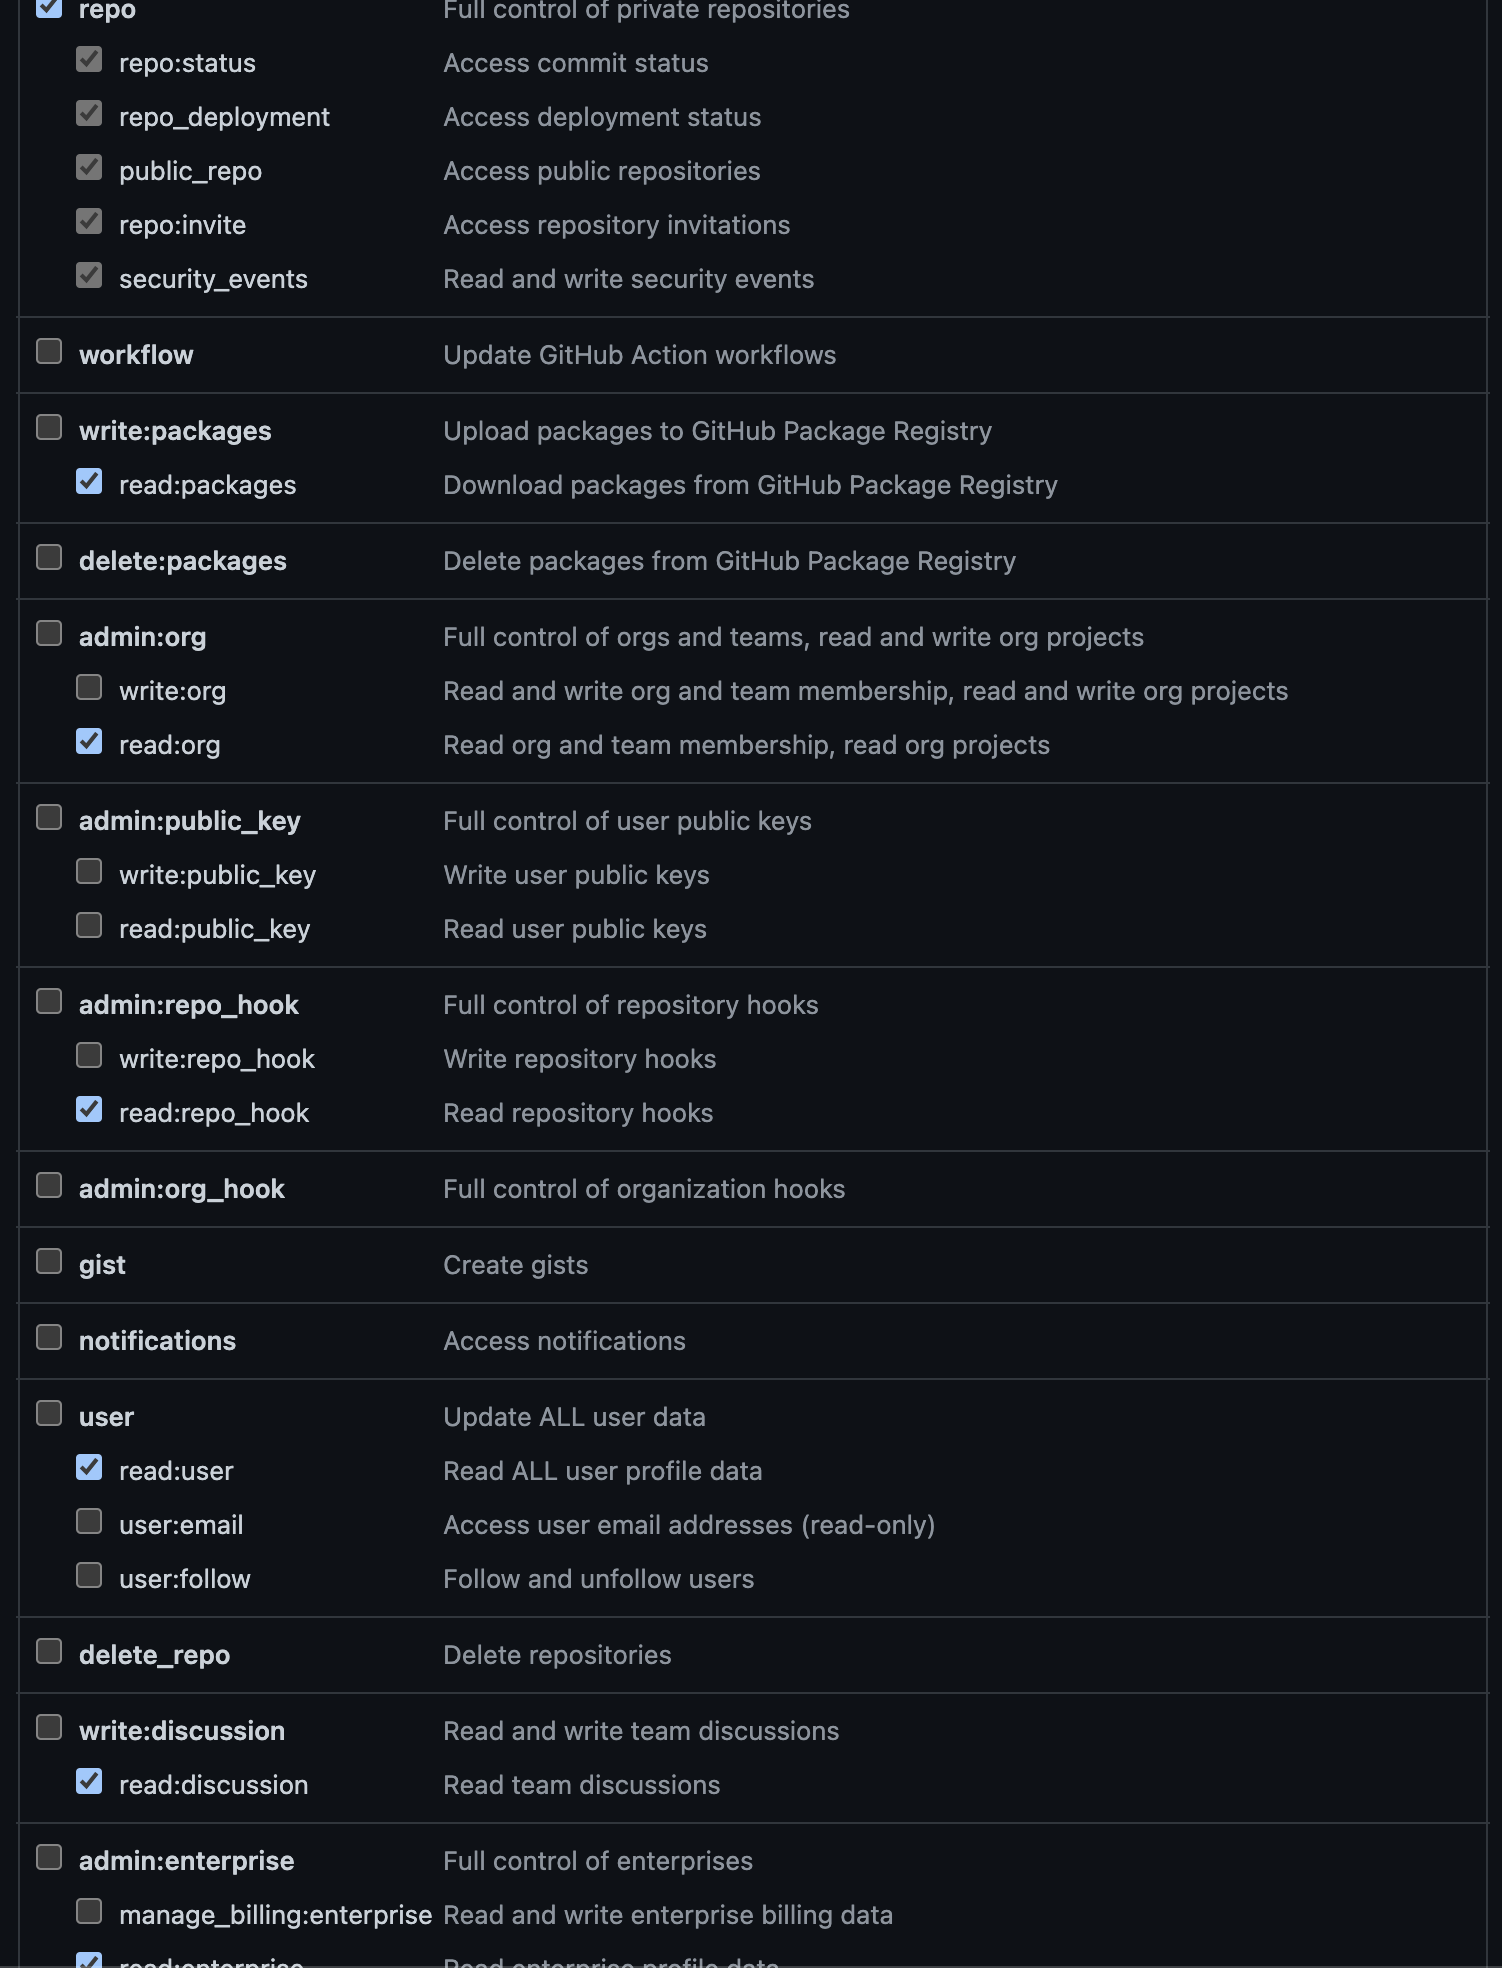 repo Full control of private repositories
repo:status Access commit status
repo_deployment Access deployment status
public_repo Access public repositories
repo:invite Access repository invitations
security_events Read and write security events
workflow Update GitHub Action workflows
write:packages Upload packages to GitHub Package Registry
read:packages Download packages from GitHub Package Registry
delete:packages Delete packages from GitHub Package Registry
admin:org Full control of orgs and teams, read and write org projects
write:org Read and write org and team membership, read and write org projects
read:org Read org and team membership, read org projects
admin:public_key Full control of user public keys
write:public_key Write user public keys
read:public_key Read user public keys
admin:repo_hook Full control of repository hooks
write:repo_hook Write repository hooks
read:repo_hook Read repository hooks
admin:org_hook Full control of organization hooks
gist Create gists
notifications Access notifications
user Update ALL user data
read:user Read ALL user profile data
user:email Access user email addresses (read-only)
user:follow Follow and unfollow users
delete_repo Delete repositories
write:discussion Read and write team discussions
read:discussion Read team discussions
admin:enterprise Full control of enterprises
manage_billing:enterprise Read and write enterprise billing data
read:enterprise Read enterprise profile data